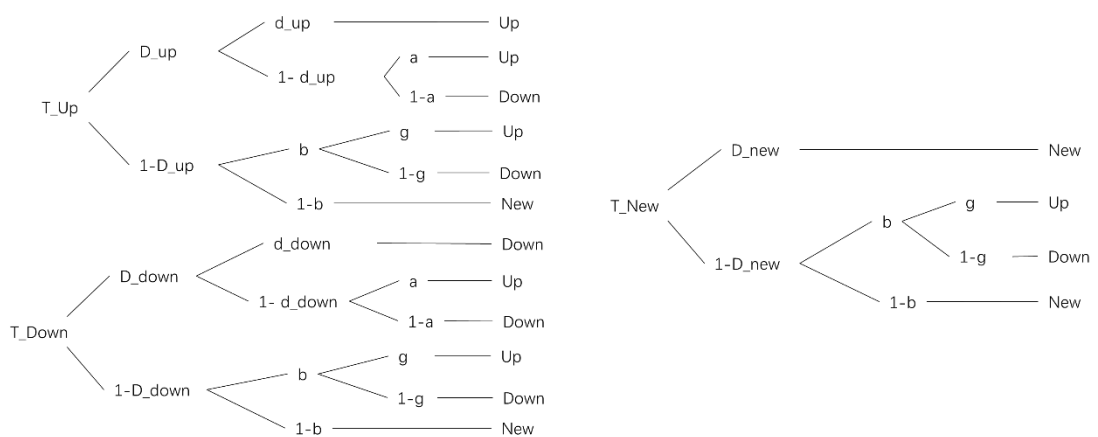 T_Up
D_up
d_up
Up
1- d_up
a
Up
1-a
Down
1-D_up
b
g
Up
1-g
Down
1-b
New
T_Down
D_down
d_down
Down
1- d_down
a
Up
1-a
Down
1-D_down
b
g
Up
1-g
Down
1-b
New
T_New
D_new
New
1-D_new
b
g
Up
1-g
Down
1-b
New